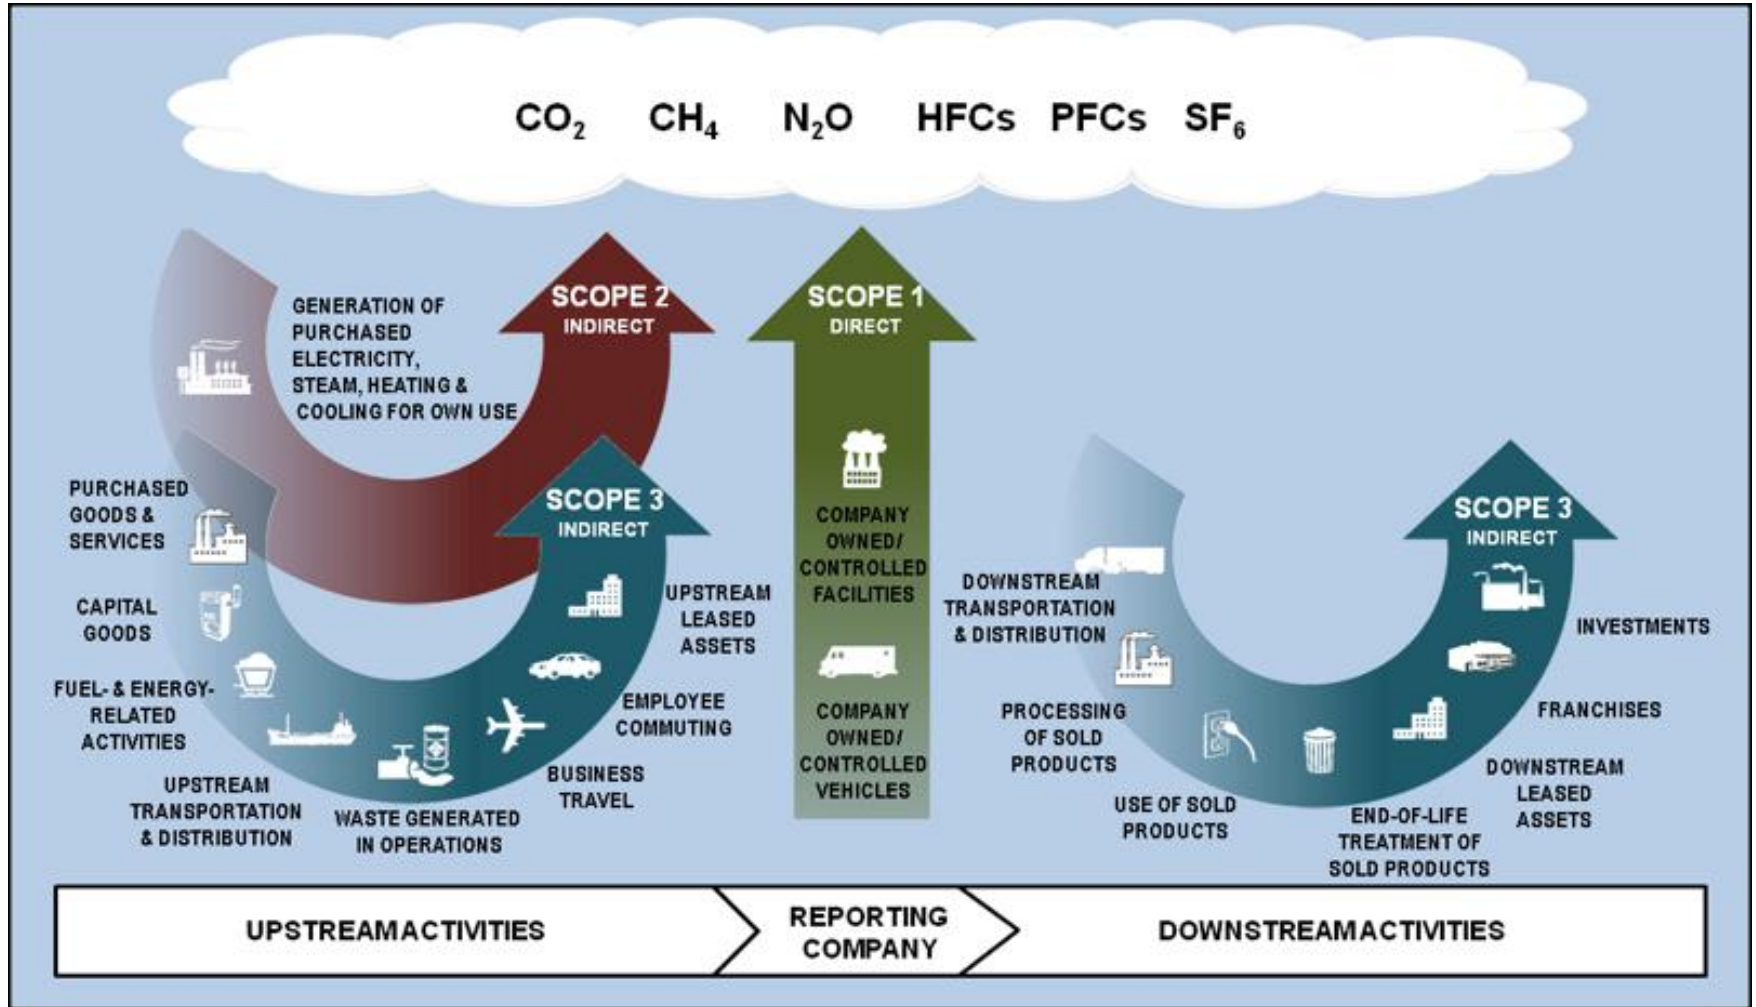 CO₂ CH₄ N₂O HFCs PFCs SF₆
SCOPE 2
INDIRECT
GENERATION OF
PURCHASED
ELECTRICITY,
STEAM, HEATING &
COOLING FOR OWN USE
SCOPE 1
DIRECT
COMPANY
OWNED/
CONTROLLED
FACILITIES
COMPANY
OWNED/
CONTROLLED
VEHICLES
SCOPE 3
INDIRECT
PURCHASED
GOODS &
SERVICES
CAPITAL
GOODS
FUEL- & ENERGY-
RELATED
ACTIVITIES
UPSTREAM
TRANSPORTATION
& DISTRIBUTION
WASTE GENERATED
IN OPERATIONS
BUSINESS
TRAVEL
EMPLOYEE
COMMUTING
UPSTREAM
LEASED
ASSETS
SCOPE 3
INDIRECT
DOWNSTREAM
TRANSPORTATION
& DISTRIBUTION
PROCESSING
OF SOLD
PRODUCTS
USE OF SOLD
PRODUCTS
END-OF-LIFE
TREATMENT OF
SOLD PRODUCTS
DOWNSTREAM
LEASED
ASSETS
FRANCHISES
INVESTMENTS
UPSTREAM ACTIVITIES
REPORTING
COMPANY
DOWNSTREAM ACTIVITIES